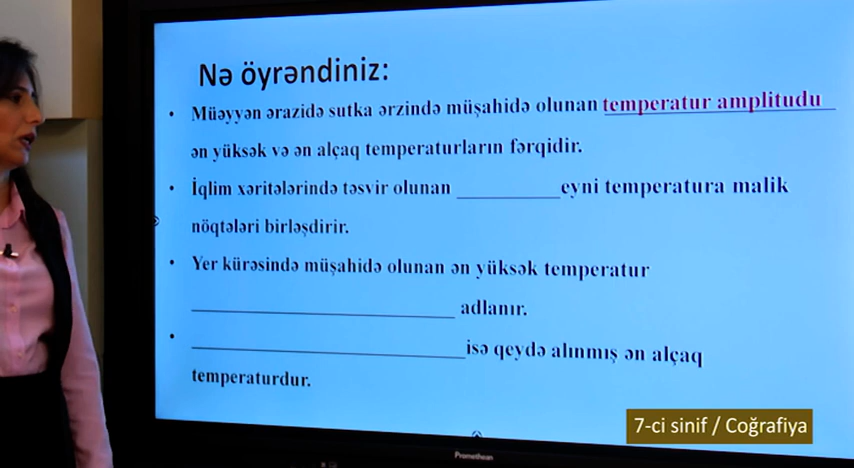 Nə öyrəndiniz:
• Müəyyən ərazidə sutka ərzində müşahidə olunan temperatur amplitudu
ən yüksək və ən alçaq temperaturların fərqidir.
• İqlim xəritələrində təsvir olunan __________ eyni temperatura malik
nöqtələri birləşdirir.
• Yer kürəsində müşahidə olunan ən yüksək temperatur
__________________________ adlanır.
• ___________________________ isə qeydə alınmış ən alçaq
temperaturdur.
7-ci sinif / Coğrafiya
Promethean